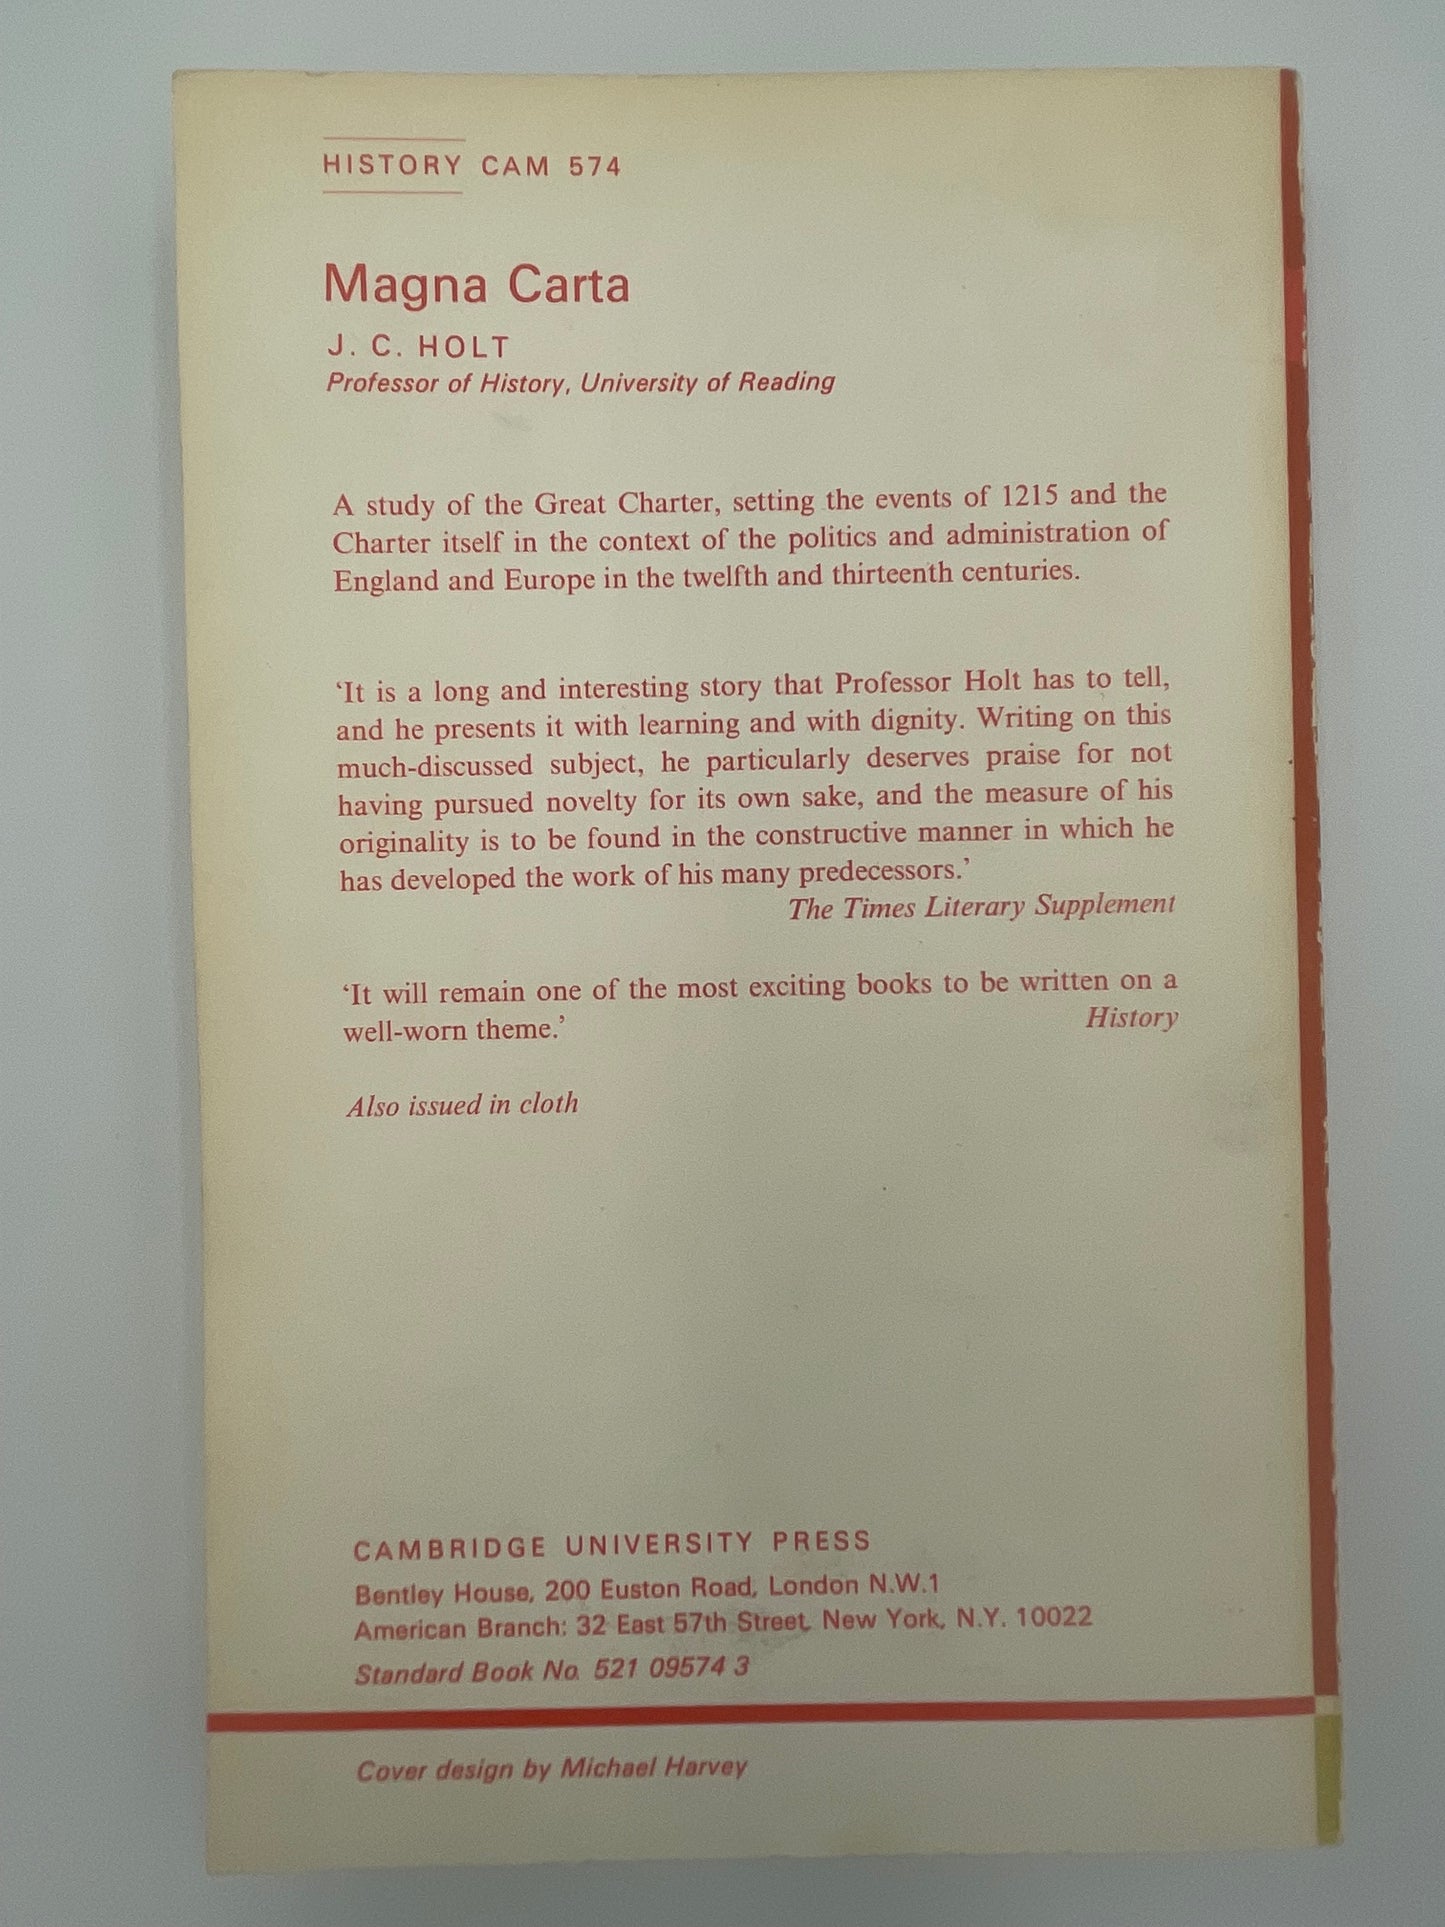 HISTORY CAM 574
Magna Carta
J. C. HOLT
Professor of History, University of Reading
A study of the Great Charter, setting the events of 1215 and the
Charter itself in the context of the politics and administration of
England and Europe in the twelfth and thirteenth centuries.
‘It is a long and interesting story that Professor Holt has to tell,
and he presents it with learning and with dignity. Writing on this
much-discussed subject, he particularly deserves praise for not
having pursued novelty for its own sake, and the measure of his
originality is to be found in the constructive manner in which he
has developed the work of his many predecessors.’
The Times Literary Supplement
‘It will remain one of the most exciting books to be written on a
well-worn theme.’ History
Also issued in cloth
CAMBRIDGE UNIVERSITY PRESS
Bentley House, 200 Euston Road, London N.W.1
American Branch: 32 East 57th Street, New York, N.Y. 10022
Standard Book No. 521 09574 3
Cover design by Michael Harvey